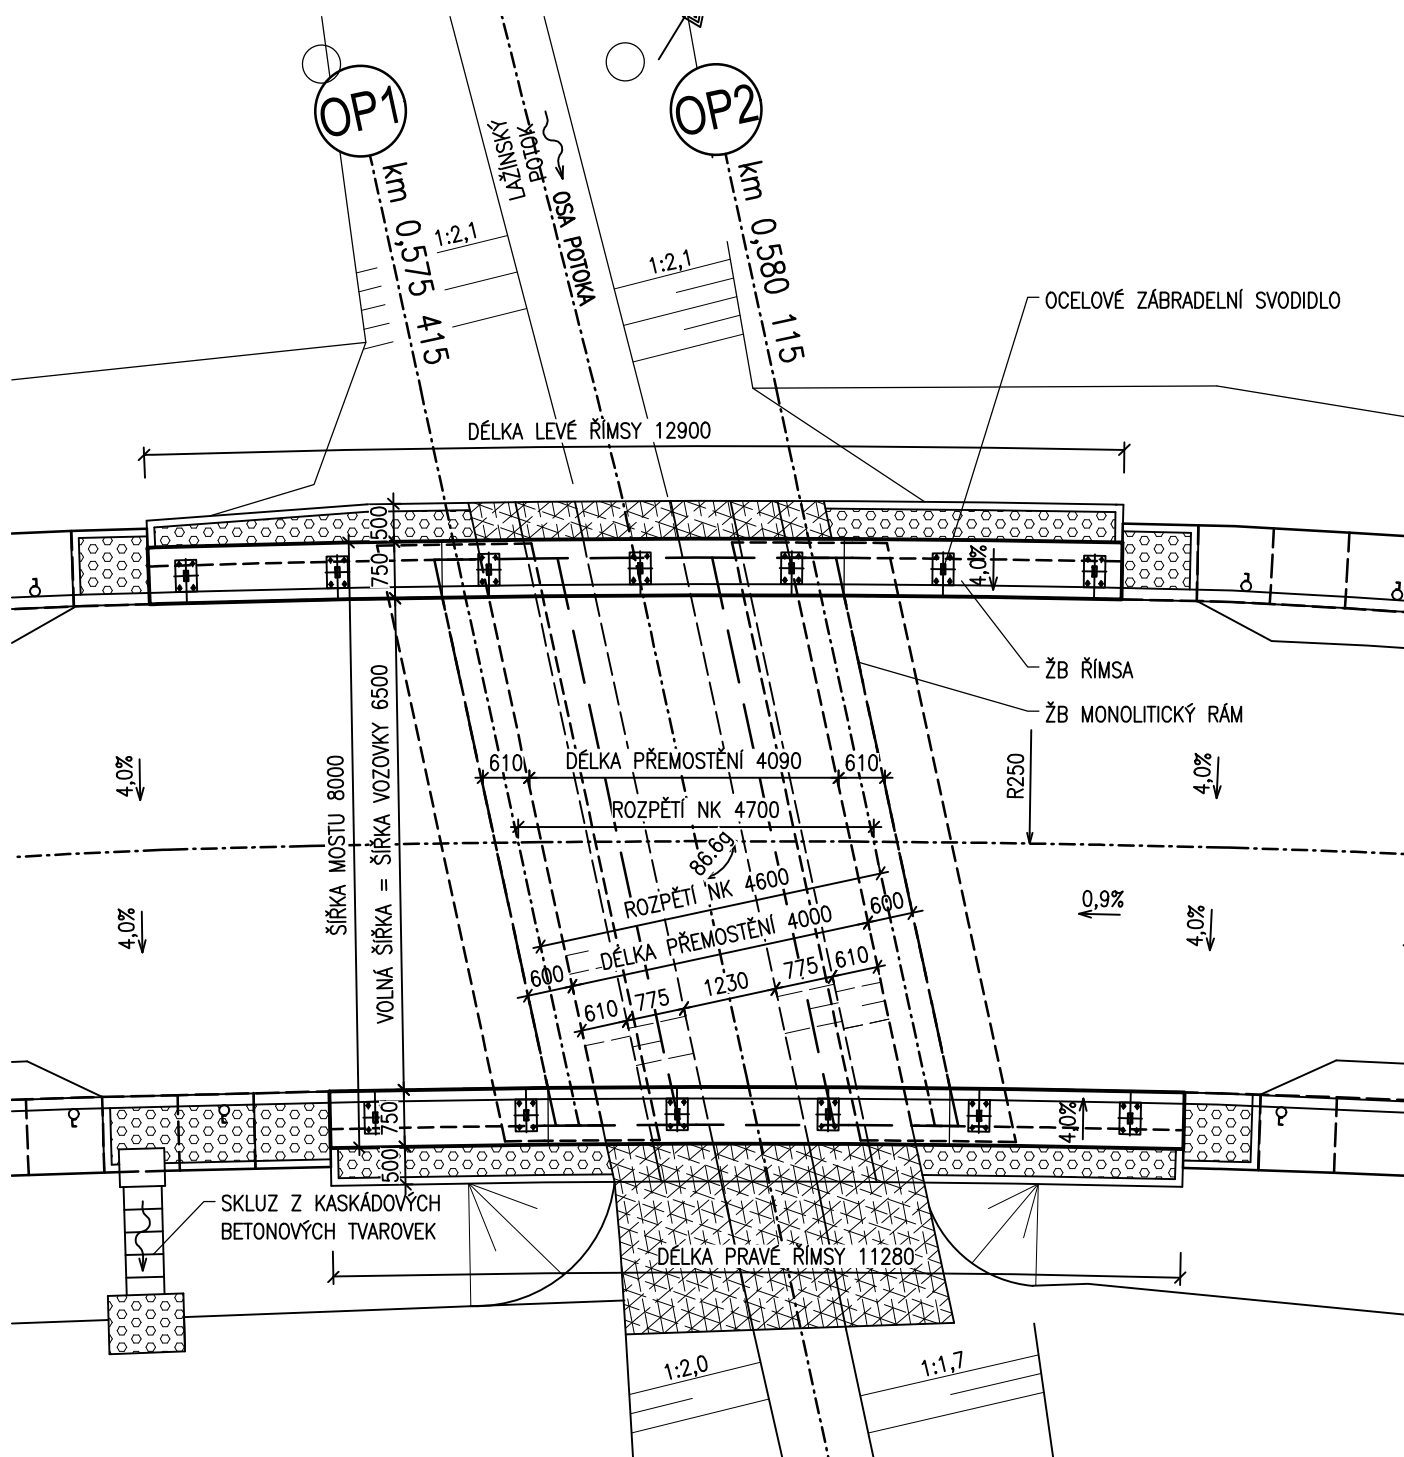 OP1
OP2
km 0,575 415
LAŽÍNSKÝ
POTOK
OSA POTOKA
km 0,580 115
1:2,1
1:2,1
OCELOVÉ ZÁBRADELNÍ SVODIDLO
DÉLKA LEVÉ ŘÍMSY 12900
500
750
4,0%
ŽB ŘÍMSA
ŽB MONOLITICKÝ RÁM
ŠÍŘKA MOSTU 8000
VOLNÁ ŠÍŘKA = ŠÍŘKA VOZOVKY 6500
4,0%
610
DÉLKA PŘEMOSTĚNÍ 4090
610
R250
4,0%
ROZPĚTÍ NK 4700
86.6g
ROZPĚTÍ NK 4600
4,0%
600
DÉLKA PŘEMOSTĚNÍ 4000
600
0,9%
4,0%
610
775
1230
775
610
750
4,0%
500
SKLUZ Z KASKÁDOVÝCH
BETONOVÝCH TVAROVEK
DÉLKA PRAVÉ ŘÍMSY 11280
1:2,0
1:1,7